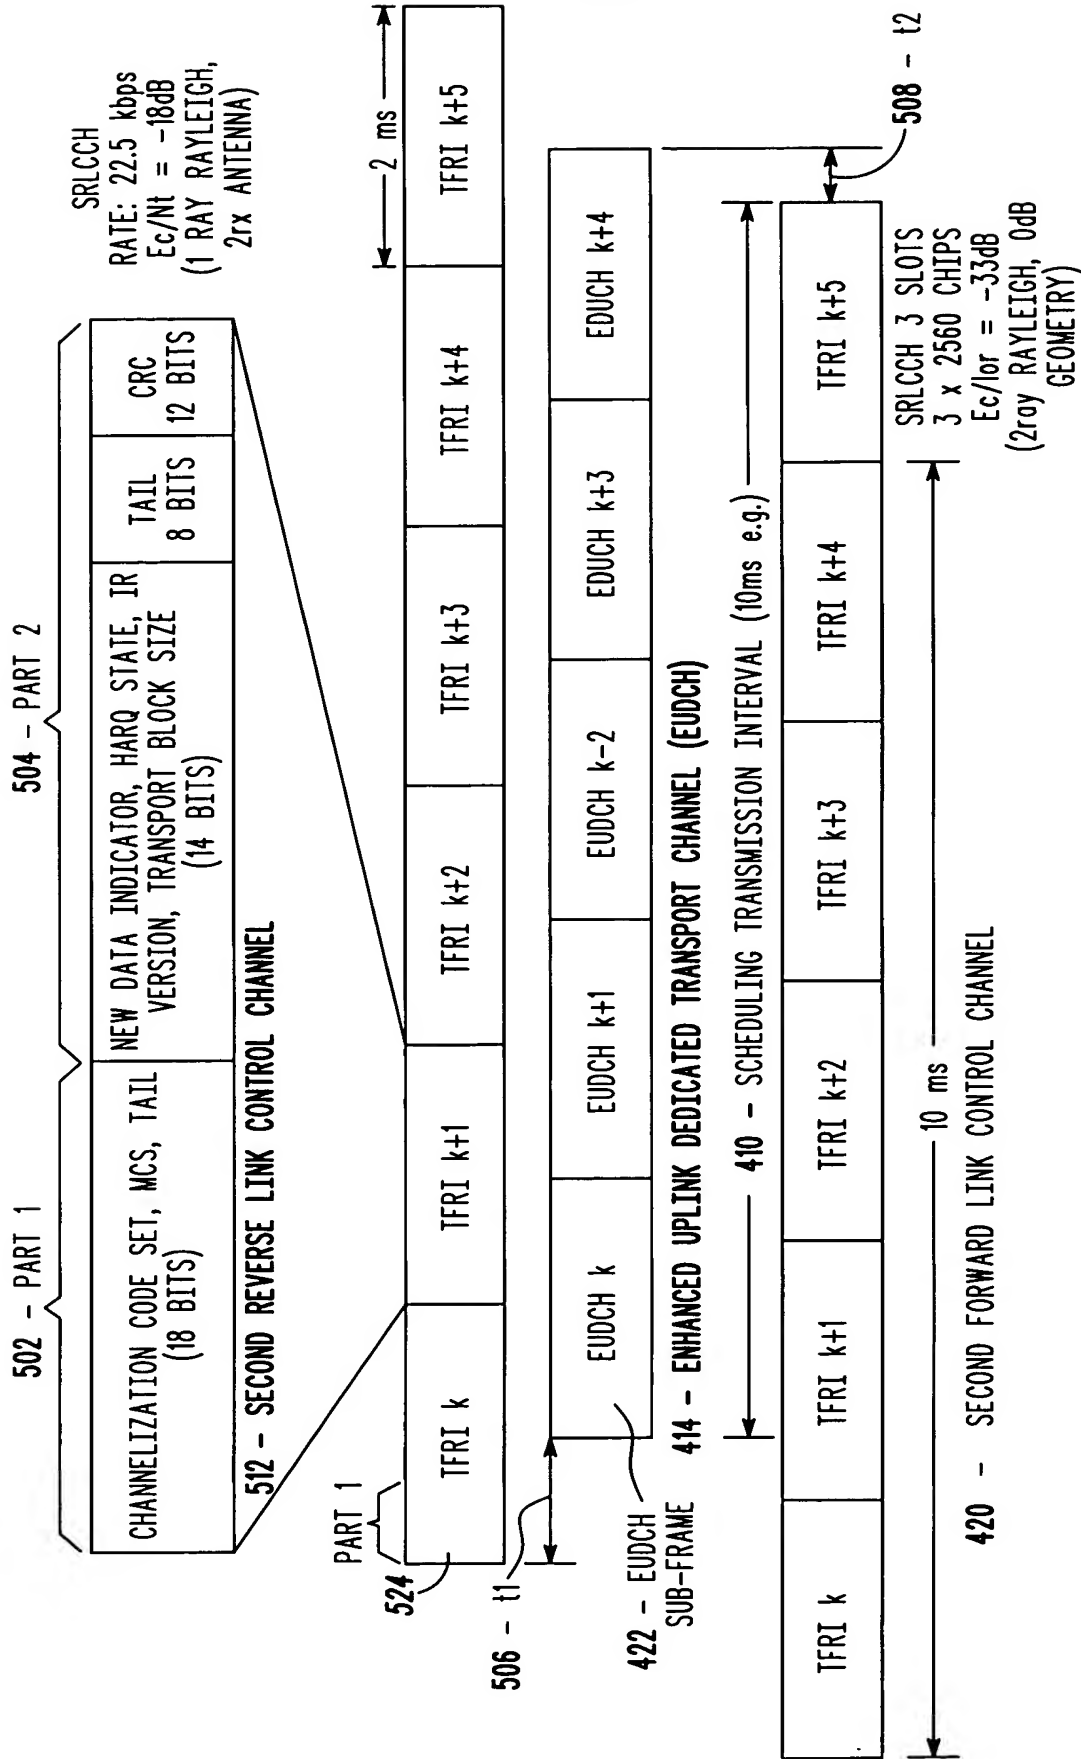 502 - PART 1
504 - PART 2
CHANNELIZATION CODE SET, MCS, TAIL
(18 BITS)
NEW DATA INDICATOR, HARQ STATE, IR
VERSION, TRANSPORT BLOCK SIZE
(14 BITS)
TAIL
8 BITS
CRC
12 BITS
SRLCCH
RATE: 22.5 kbps
Ec/Nt = -18dB
(1 RAY RAYLEIGH,
2rx ANTENNA)
512 - SECOND REVERSE LINK CONTROL CHANNEL
2 ms
PART 1
524
TFRI k
TFRI k+1
TFRI k+2
TFRI k+3
TFRI k+4
TFRI k+5
506 - t1
EUDCH k
EUDCH k+1
EUDCH k-2
EDUCH k+3
EDUCH k+4
422 - EUDCH
SUB-FRAME
414 - ENHANCED UPLINK DEDICATED TRANSPORT CHANNEL (EUDCH)
410 - SCHEDULING TRANSMISSION INTERVAL (10ms e.g.)
508 - t2
TFRI k
TFRI k+1
TFRI k+2
TFRI k+3
TFRI k+4
TFRI k+5
10 ms
SRLCCH 3 SLOTS
3 x 2560 CHIPS
Ec/Ior = -33dB
(2ray RAYLEIGH, 0dB
GEOMETRY)
420 - SECOND FORWARD LINK CONTROL CHANNEL